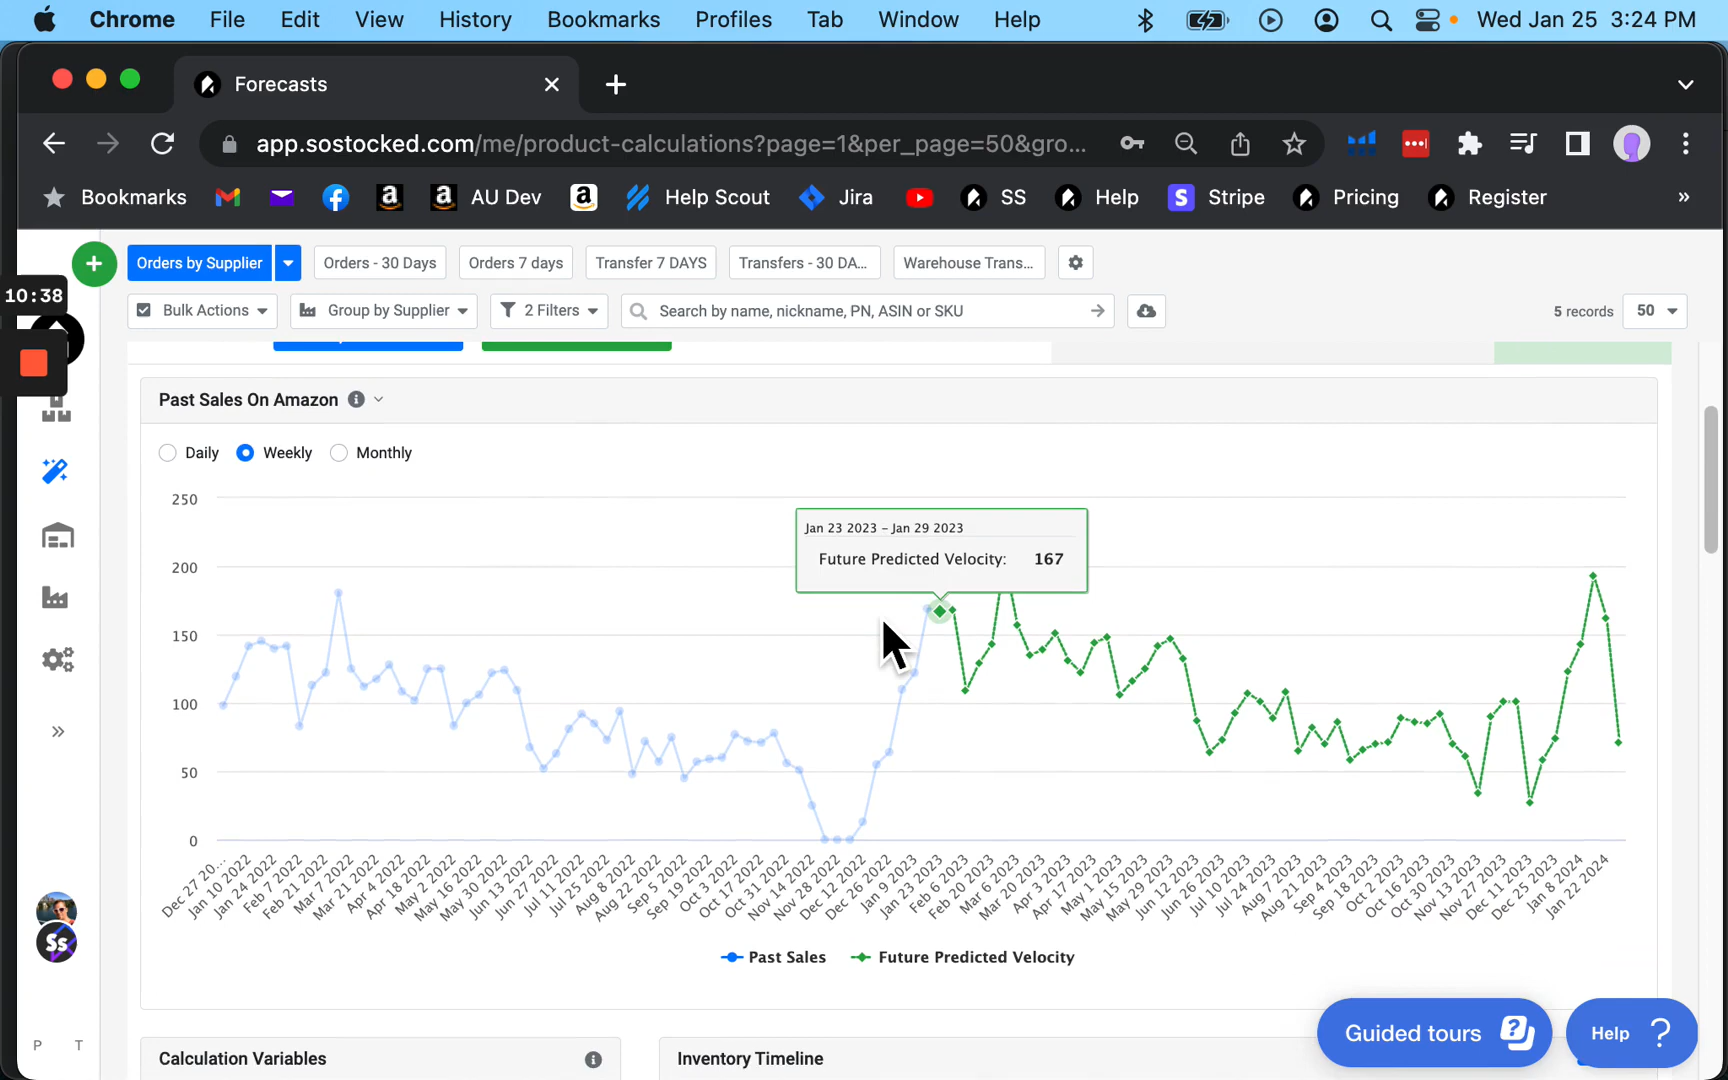 Chrome File Edit View History Bookmarks Profiles Tab Window Help Wed Jan 25 3:24 PM
Forecasts
app.sostocked.com/me/product-calculations?page=1&per_page=50&gro...
Bookmarks AU Dev Help Scout Jira SS Help Stripe Pricing Register »
Orders by Supplier Orders - 30 Days Orders 7 days Transfer 7 DAYS Transfers - 30 DA... Warehouse Trans...
10:38
Bulk Actions Group by Supplier 2 Filters Search by name, nickname, PN, ASIN or SKU 5 records 50
Past Sales On Amazon
Daily Weekly Monthly
250
200
150
100
50
0
Jan 23 2023 – Jan 29 2023
Future Predicted Velocity: 167
Dec 27 20...
Jan 10 2022
Jan 24 2022
Feb 7 2022
Feb 21 2022
Mar 7 2022
Mar 21 2022
Apr 4 2022
Apr 18 2022
May 2 2022
May 16 2022
May 30 2022
Jun 13 2022
Jun 27 2022
Jul 11 2022
Jul 25 2022
Aug 8 2022
Aug 22 2022
Sep 5 2022
Sep 19 2022
Oct 3 2022
Oct 17 2022
Oct 31 2022
Nov 14 2022
Nov 28 2022
Dec 12 2022
Dec 26 2022
Jan 9 2023
Jan 23 2023
Feb 6 2023
Feb 20 2023
Mar 6 2023
Mar 20 2023
Apr 3 2023
Apr 17 2023
May 1 2023
May 15 2023
May 29 2023
Jun 12 2023
Jun 26 2023
Jul 10 2023
Jul 24 2023
Aug 7 2023
Aug 21 2023
Sep 4 2023
Sep 18 2023
Oct 2 2023
Oct 16 2023
Oct 30 2023
Nov 13 2023
Nov 27 2023
Dec 11 2023
Dec 25 2023
Jan 8 2024
Jan 22 2024
Past Sales Future Predicted Velocity
Ss
Guided tours Help
P T
Calculation Variables Inventory Timeline